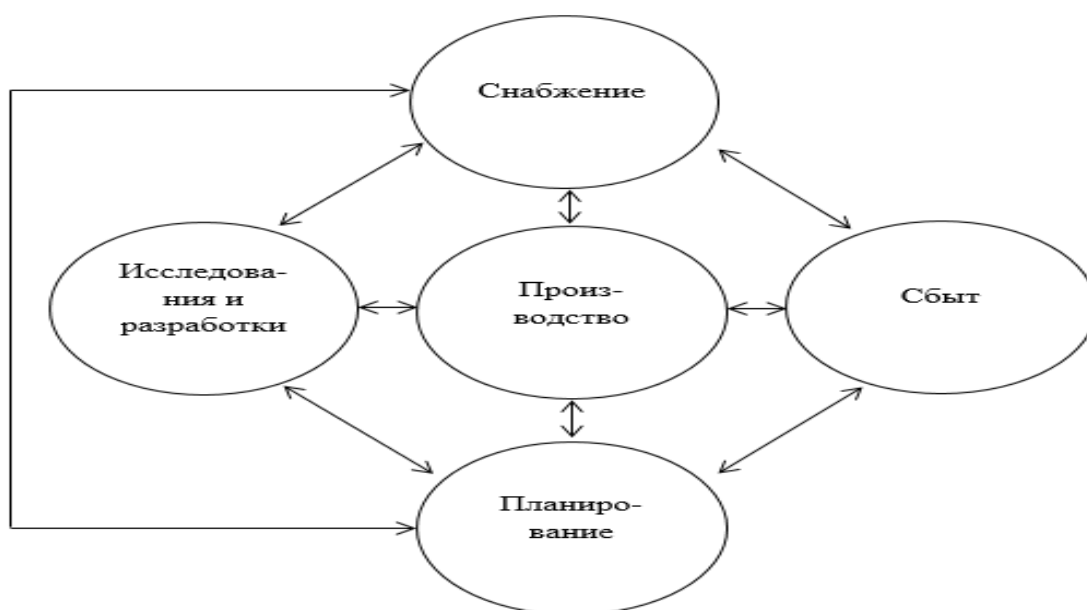 Снабжение
Исследова-
ния и
разработки
Произ-
водство
Сбыт
Планиро-
вание